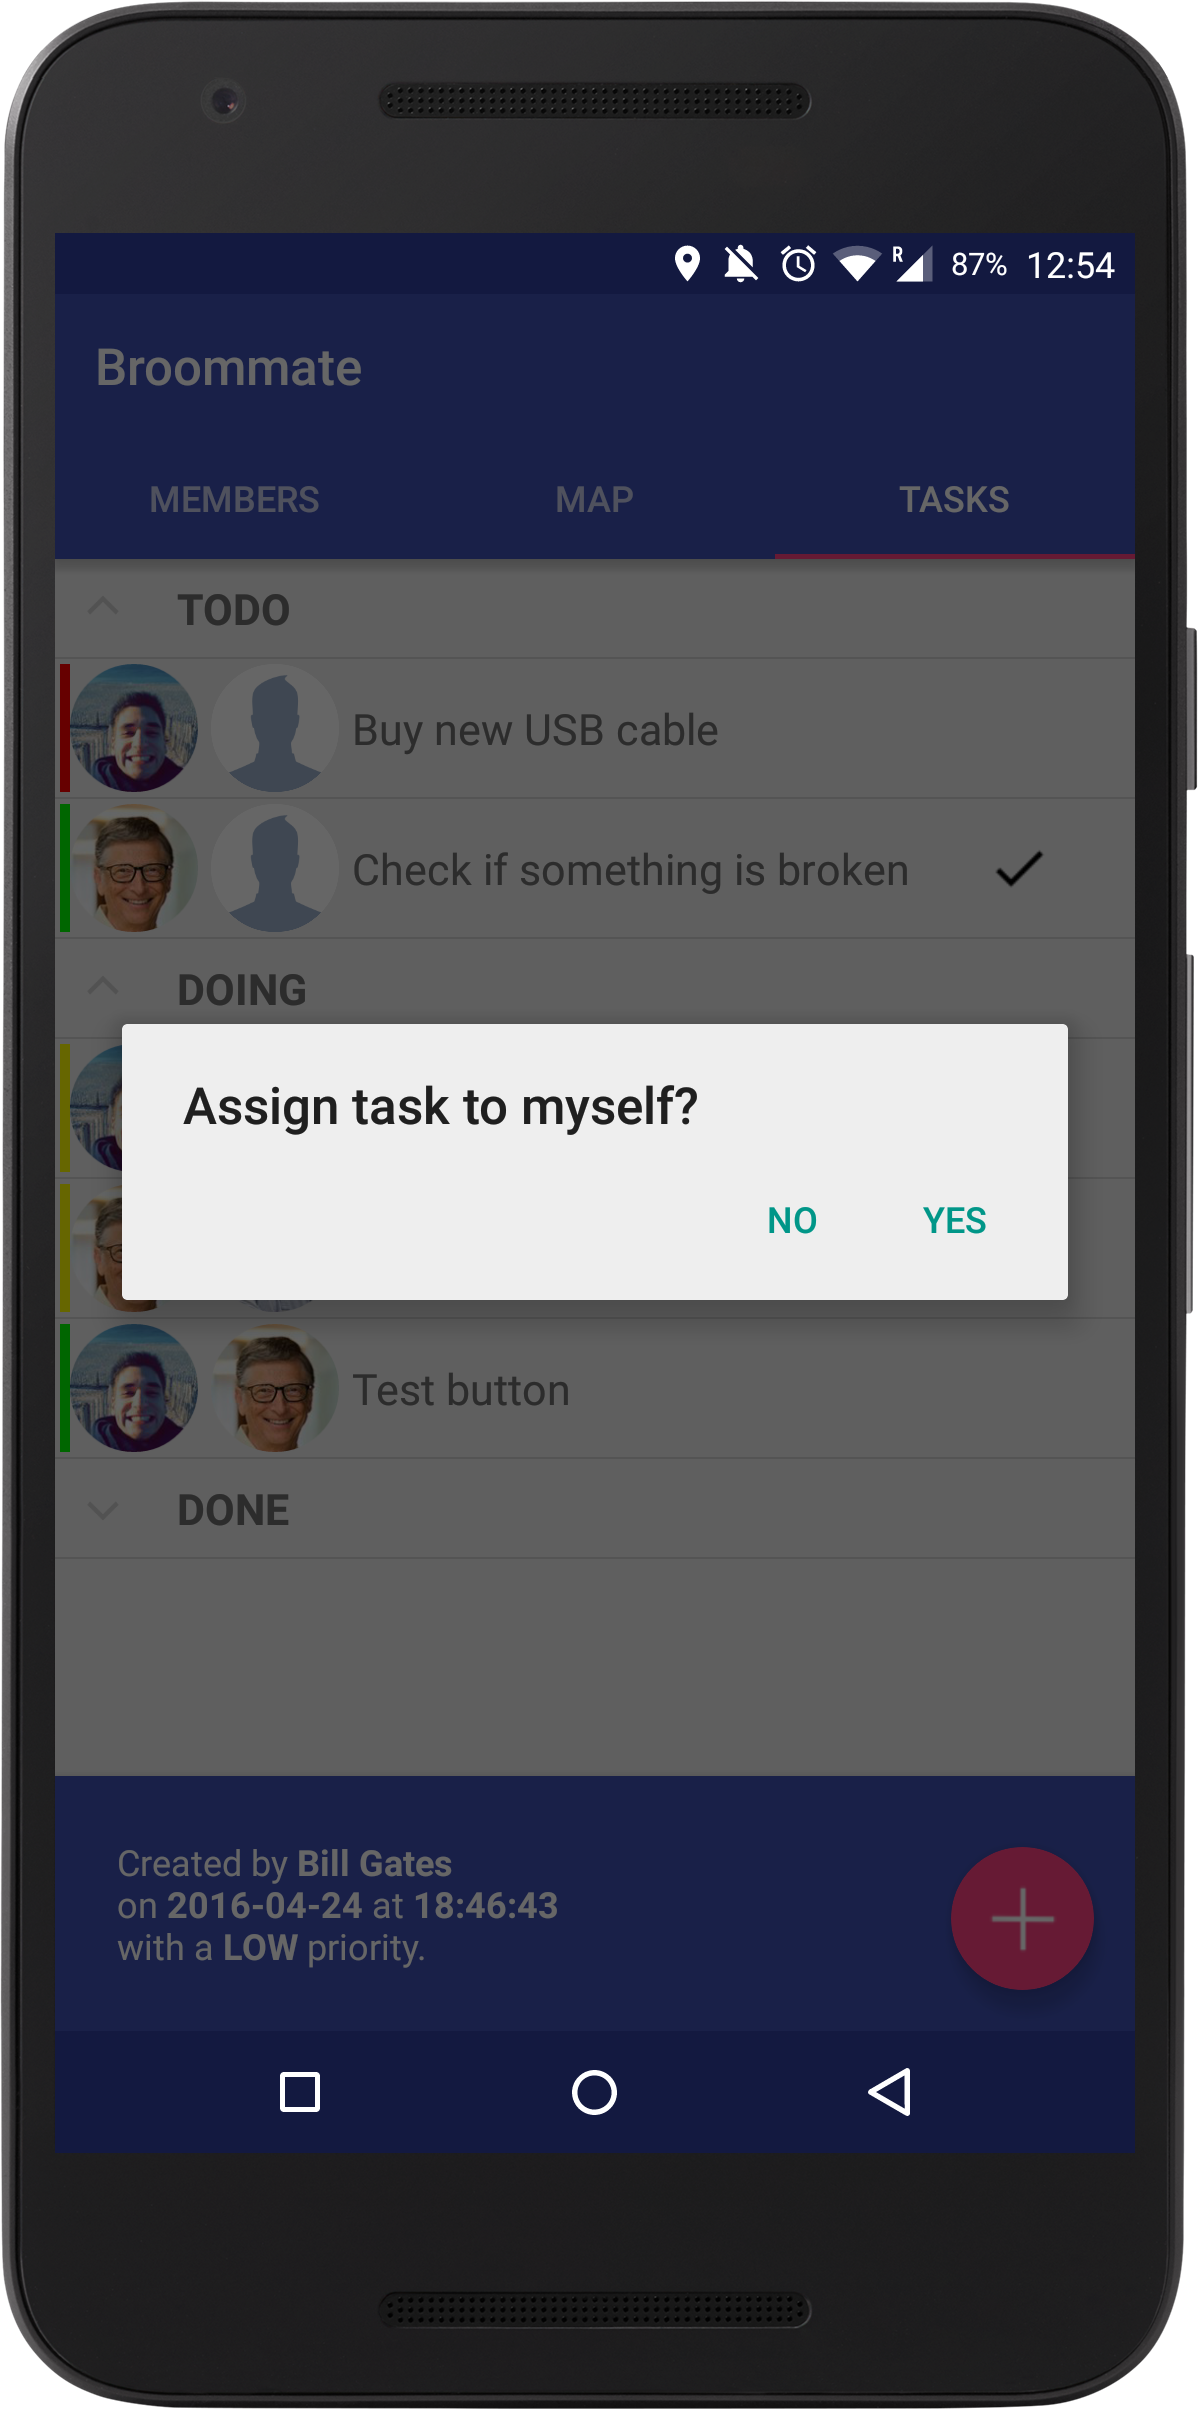 R 87% 12:54
Broommate
MEMBERS MAP TASKS
TODO
Buy new USB cable
Check if something is broken
DOING
Assign task to myself?
NO YES
Test button
DONE
Created by Bill Gates
on 2016-04-24 at 18:46:43
with a LOW priority.